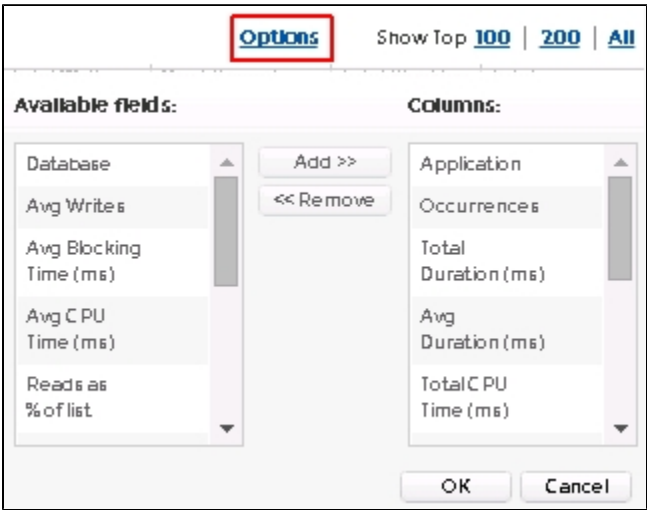 Options Show Top 100 | 200 | All
Available fields: Columns:
Database
Avg Writes
Avg Blocking
Time (ms)
Avg CPU
Time (ms)
Reads as
% of list
Add >>
<< Remove
Application
Occurrences
Total
Duration (ms)
Avg
Duration (ms)
Total CPU
Time (ms)
OK Cancel